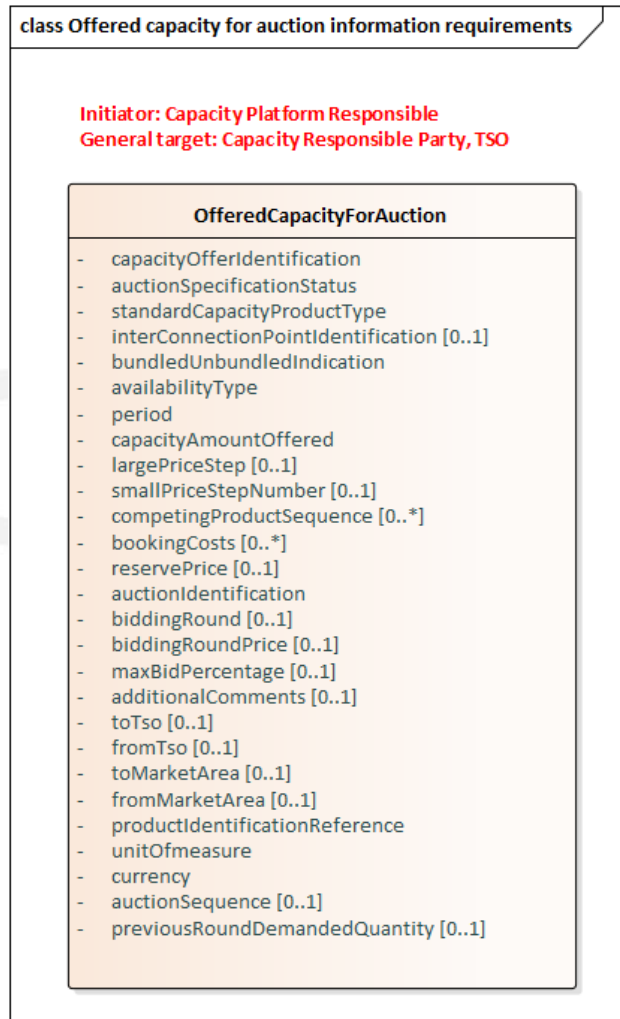 class Offered capacity for auction information requirements
Initiator: Capacity Platform Responsible
General target: Capacity Responsible Party, TSO
OfferedCapacityForAuction
- capacityOfferIdentification
- auctionSpecificationStatus
- standardCapacityProductType
- interConnectionPointIdentification [0..1]
- bundledUnbundledIndication
- availabilityType
- period
- capacityAmountOffered
- largePriceStep [0..1]
- smallPriceStepNumber [0..1]
- competingProductSequence [0..*]
- bookingCosts [0..*]
- reservePrice [0..1]
- auctionIdentification
- biddingRound [0..1]
- biddingRoundPrice [0..1]
- maxBidPercentage [0..1]
- additionalComments [0..1]
- toTso [0..1]
- fromTso [0..1]
- toMarketArea [0..1]
- fromMarketArea [0..1]
- productIdentificationReference
- unitOfmeasure
- currency
- auctionSequence [0..1]
- previousRoundDemandedQuantity [0..1]